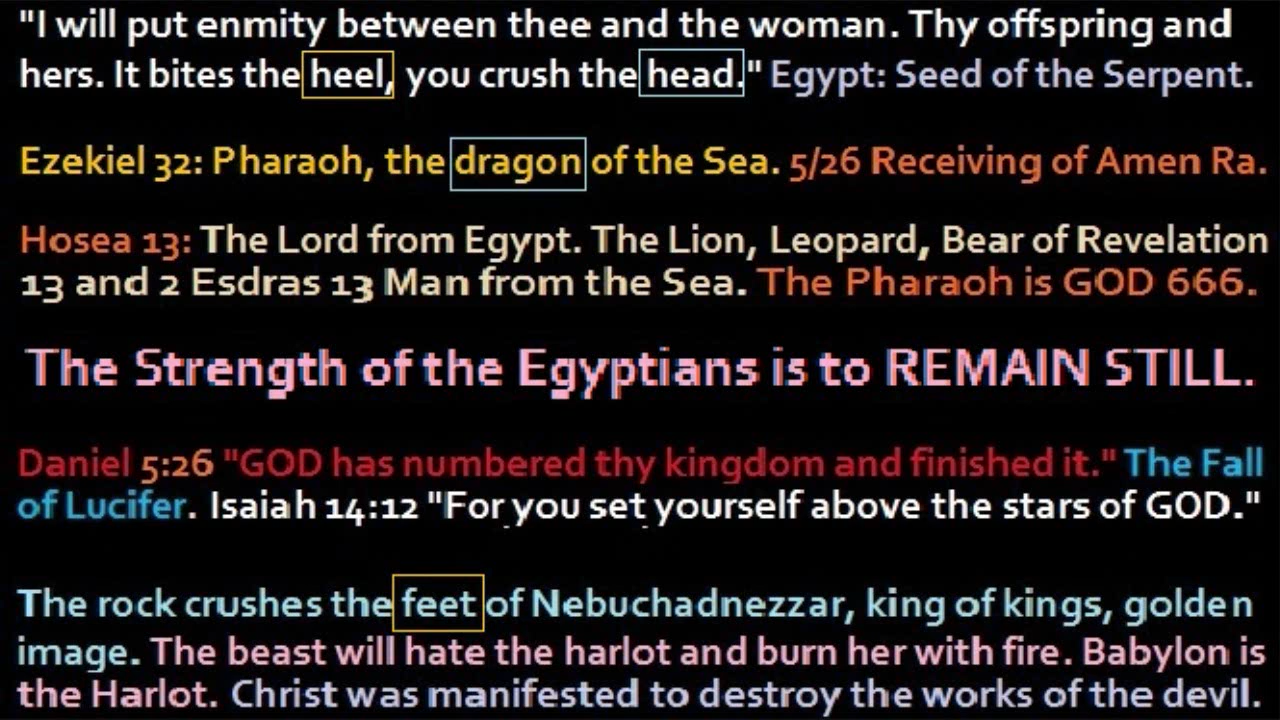 "I will put enmity between thee and the woman. Thy offspring and
hers. It bites the heel, you crush the head." Egypt: Seed of the Serpent.
Ezekiel 32: Pharaoh, the dragon of the Sea. 5/26 Receiving of Amen Ra.
Hosea 13: The Lord from Egypt. The Lion, Leopard, Bear of Revelation
13 and 2 Esdras 13 Man from the Sea. The Pharaoh is GOD 666.
The Strength of the Egyptians is to REMAIN STILL.
Daniel 5:26 "GOD has numbered thy kingdom and finished it." The Fall
of Lucifer. Isaiah 14:12 "For you set yourself above the stars of GOD."
The rock crushes the feet of Nebuchadnezzar, king of kings, golden
image. The beast will hate the harlot and burn her with fire. Babylon is
the Harlot. Christ was manifested to destroy the works of the devil.